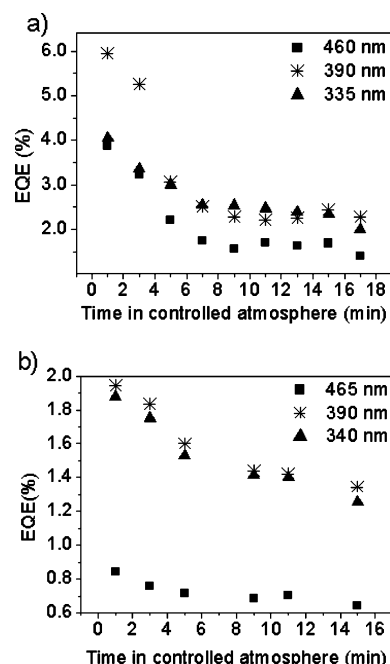 a)
460 nm
390 nm
335 nm
EQE (%)
6.0
5.0
4.0
3.0
2.0
0 2 4 6 8 10 12 14 16 18
Time in controlled atmosphere (min)
b)
465 nm
390 nm
340 nm
EQE(%)
2.0
1.8
1.6
1.4
1.2
1.0
0.8
0.6
0 2 4 6 8 10 12 14 16
Time in controlled atmosphere (min)